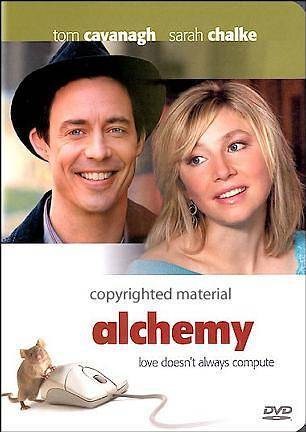 tom cavanagh sarah chalke
copyrighted material
alchemy
love doesn't always compute
DVD